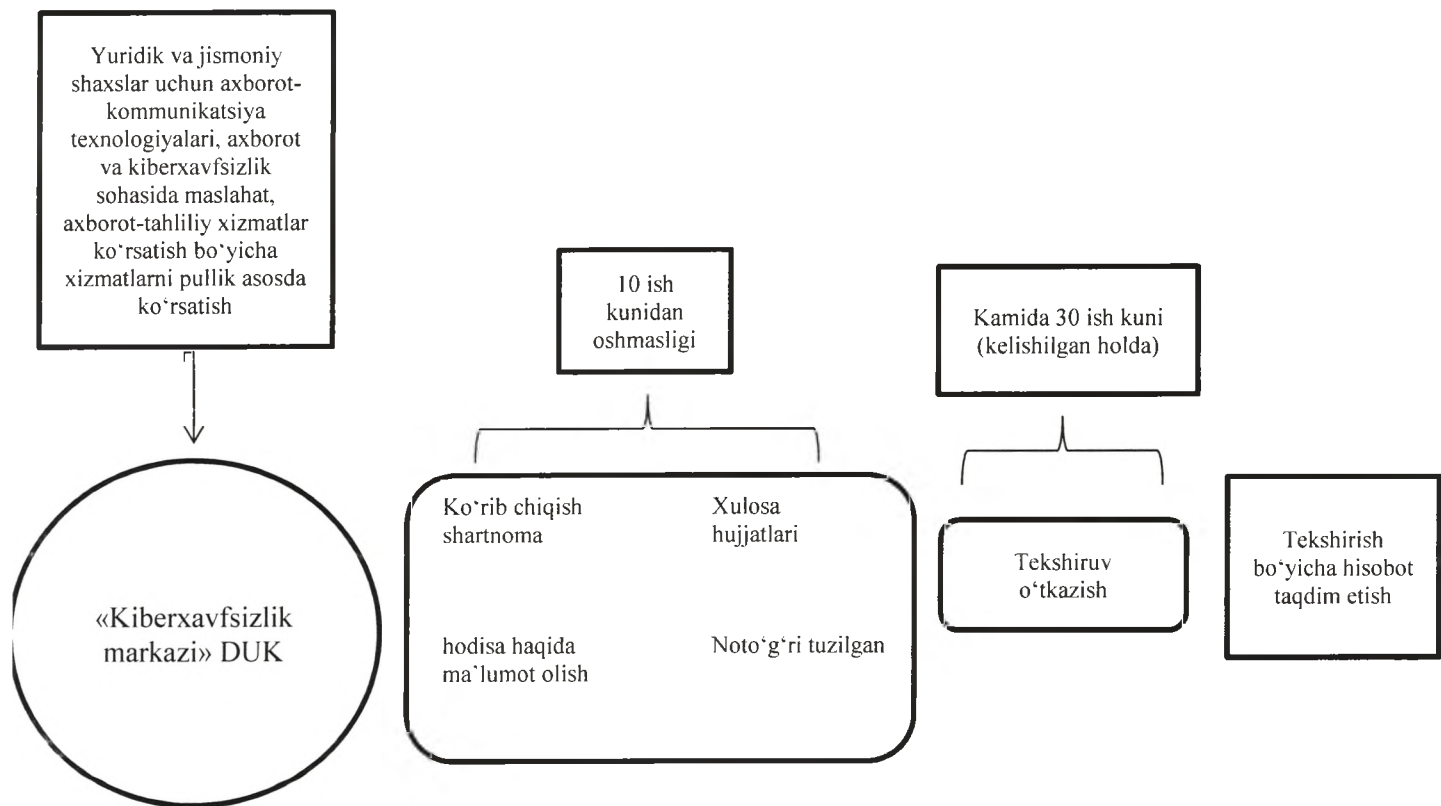 Yuridik va jismoniy
shaxslar uchun axborot-
kommunikatsiya
texnologiyalari, axborot
va kiberxavfsizlik
sohasida maslahat,
axborot-tahliliy xizmatlar
ko‘rsatish bo‘yicha
xizmatlarni pullik asosda
ko‘rsatish
«Kiberxavfsizlik
markazi» DUK
10 ish
kunidan
oshmasligi
Ko‘rib chiqish
shartnoma
Xulosa
hujjatlari
hodisa haqida
ma’lumot olish
Noto‘g‘ri tuzilgan
Kamida 30 ish kuni
(kelishilgan holda)
Tekshiruv
o‘tkazish
Tekshirish
bo‘yicha hisobot
taqdim etish